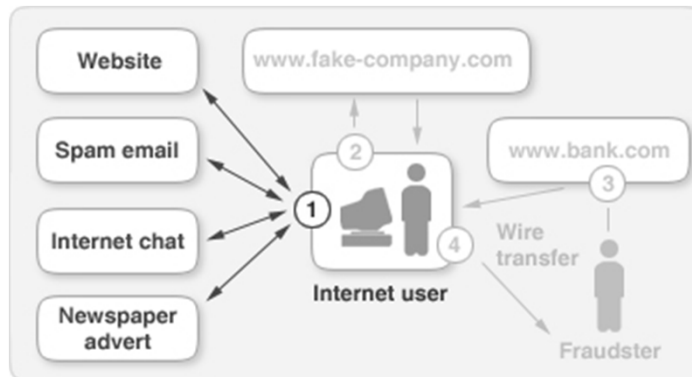 Website
www.fake-company.com
Spam email
2
www.bank.com
3
Internet chat
1
4
Wire
transfer
Internet user
Newspaper
advert
Fraudster